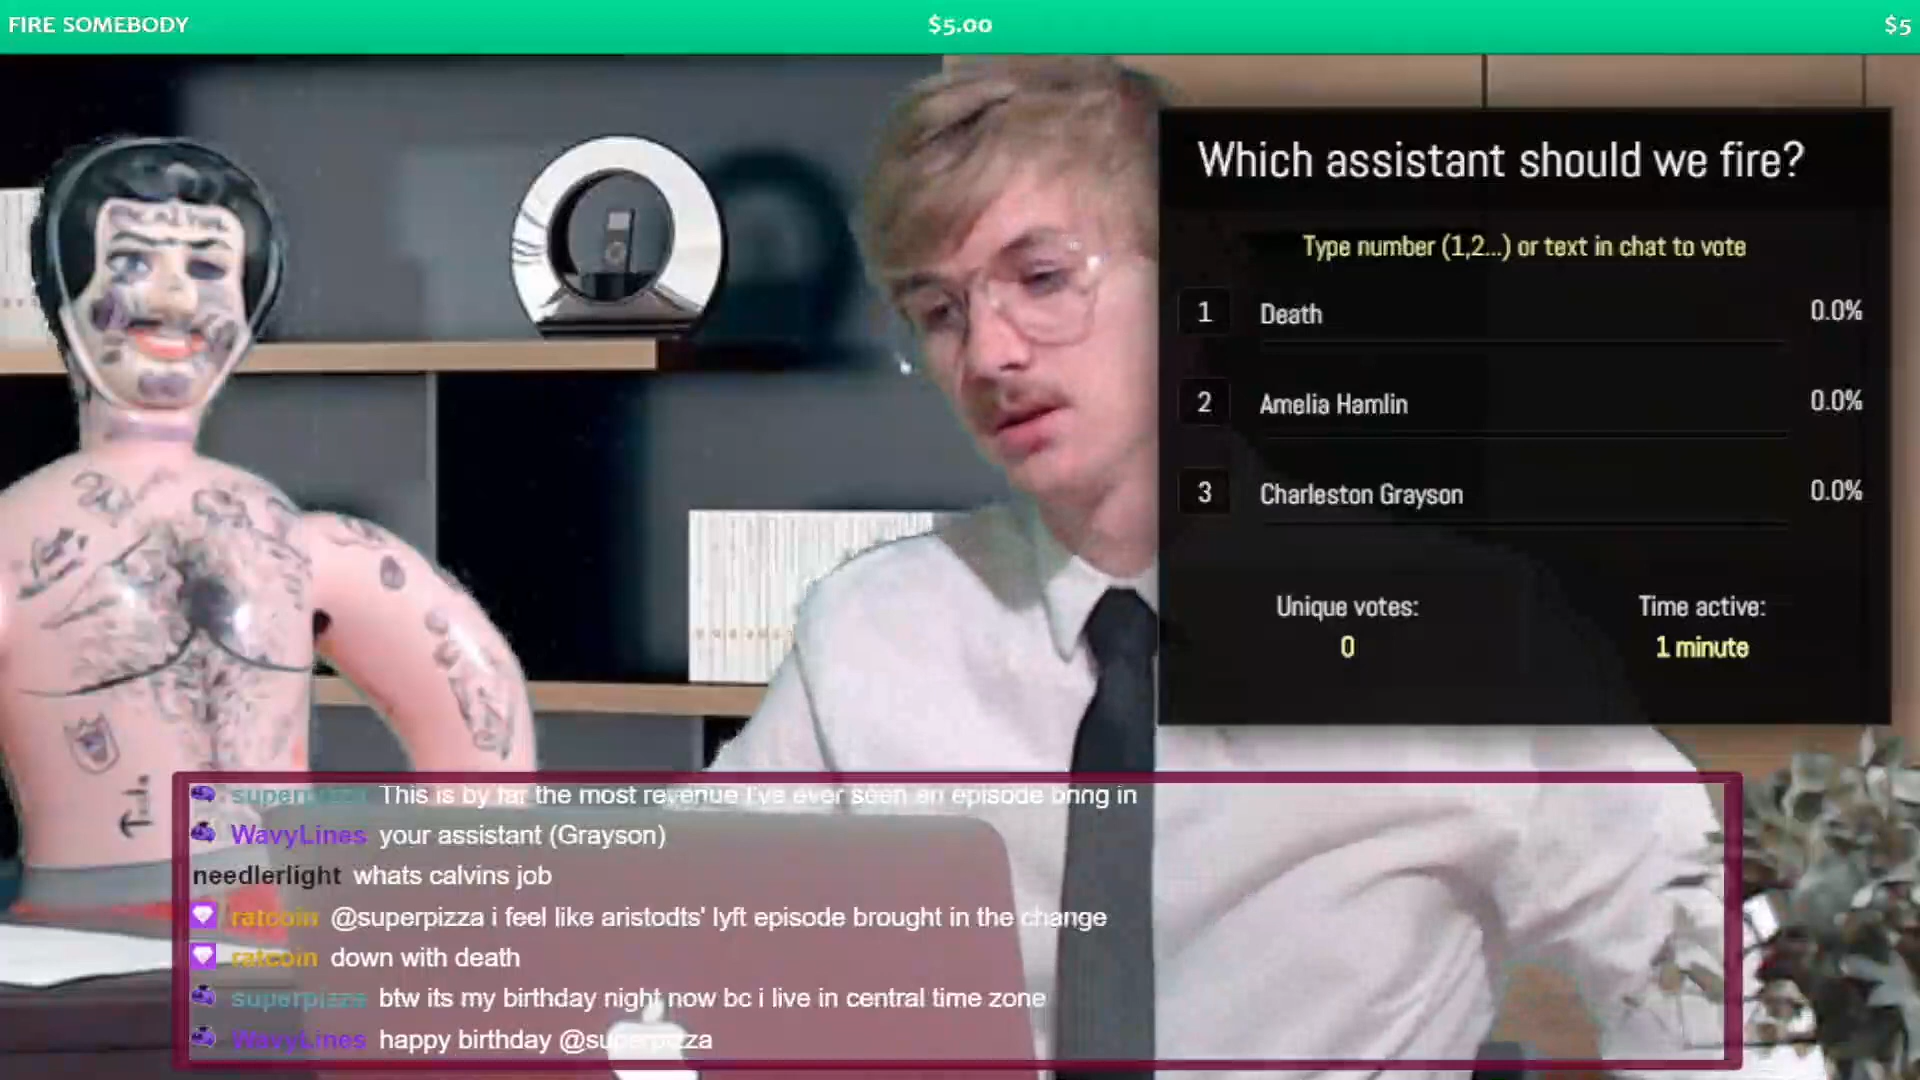 FIRE SOMEBODY
$5.00
$5
Which assistant should we fire?
Type number (1,2...) or text in chat to vote
1 Death 0.0%
2 Amelia Hamlin 0.0%
3 Charleston Grayson 0.0%
Unique votes: Time active:
0 1 minute
superpizza This is by far the most revenue I've ever seen an episode bring in
WavyLines your assistant (Grayson)
needlerlight whats calvins job
ratcoin @superpizza i feel like aristodts' lyft episode brought in the change
ratcoin down with death
superpizza btw its my birthday night now bc i live in central time zone
WavyLines happy birthday @superpizza